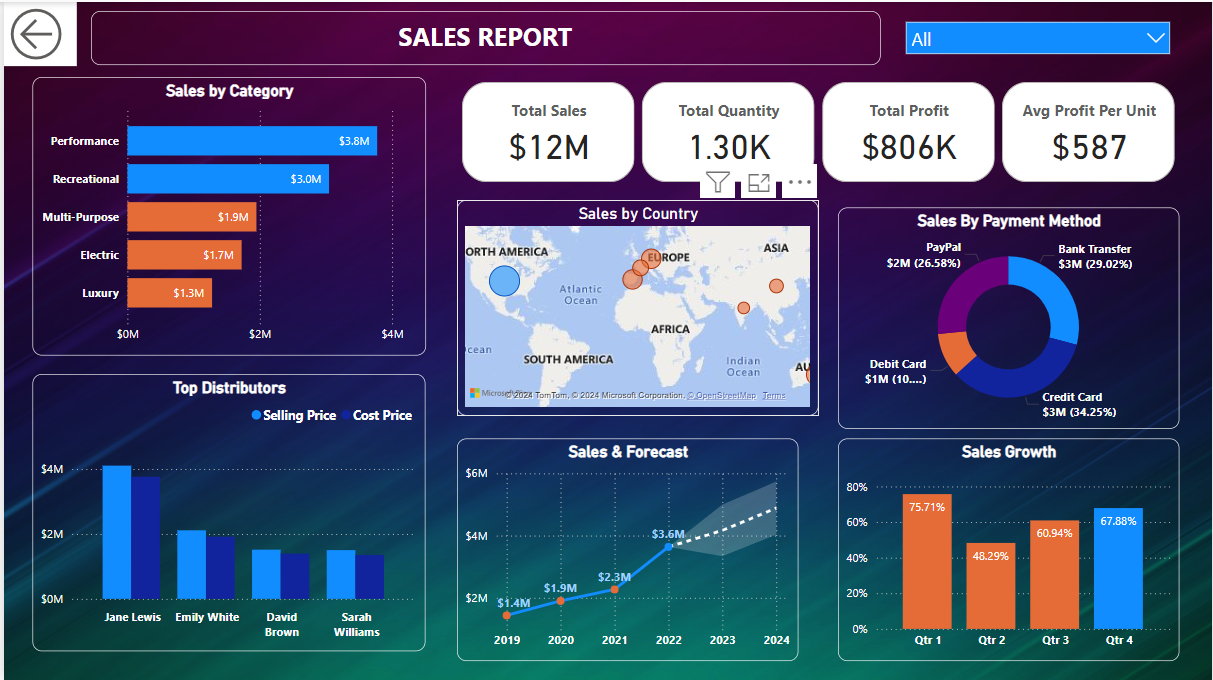 SALES REPORT
All
Sales by Category
Performance
$3.8M
Recreational
$3.0M
Multi-Purpose
$1.9M
Electric
$1.7M
Luxury
$1.3M
$0M
$2M
$4M
Total Sales
$12M
Total Quantity
1.30K
Total Profit
$806K
Avg Profit Per Unit
$587
Sales by Country
ORTH AMERICA
EUROPE
ASIA
Atlantic
Ocean
AFRICA
cean
SOUTH AMERICA
Indian
Ocean
AU
© 2024 TomTom, © 2024 Microsoft Corporation, © OpenStreetMap Terms
Sales By Payment Method
PayPal
$2M (26.58%)
Bank Transfer
$3M (29.02%)
Debit Card
$1M (10....)
Credit Card
$3M (34.25%)
Top Distributors
Selling Price
Cost Price
$4M
$2M
$0M
Jane Lewis
Emily White
David
Brown
Sarah
Williams
Sales & Forecast
$6M
$4M
$2M
$1.4M
$1.9M
$2.3M
$3.6M
2019
2020
2021
2022
2023
2024
Sales Growth
80%
60%
40%
20%
0%
75.71%
48.29%
60.94%
67.88%
Qtr 1
Qtr 2
Qtr 3
Qtr 4